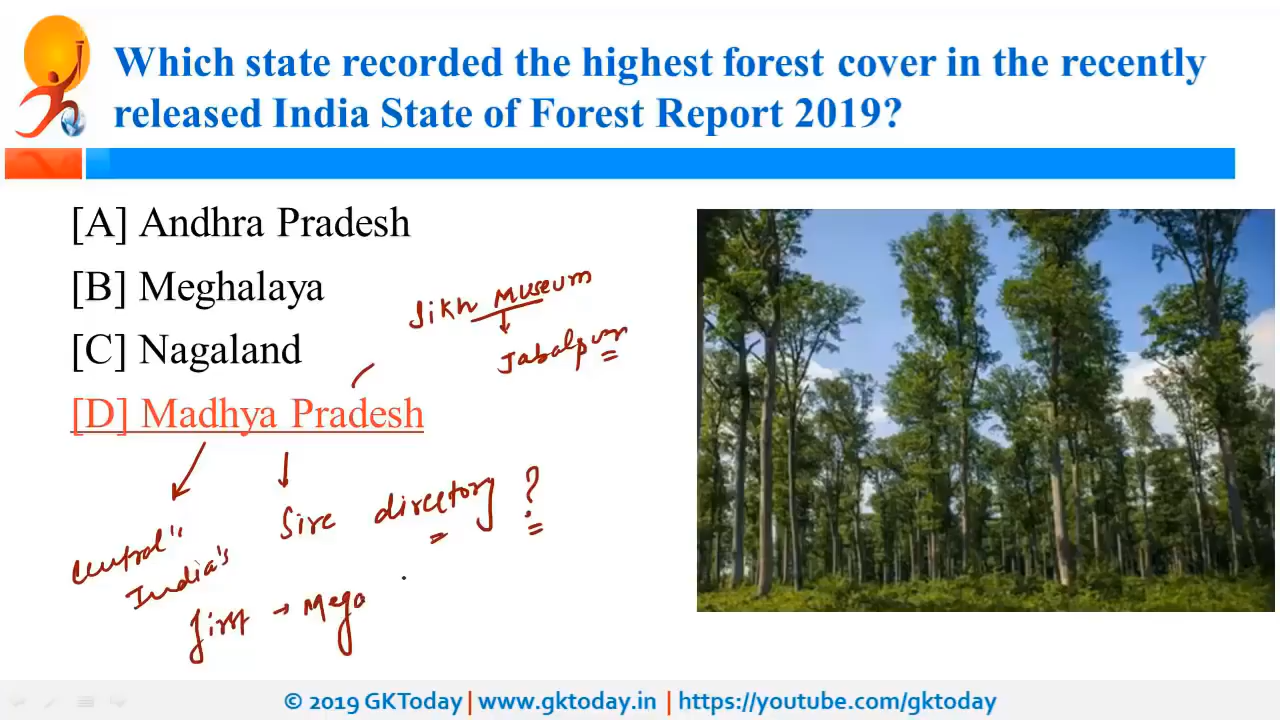 Which state recorded the highest forest cover in the recently
released India State of Forest Report 2019?
[A] Andhra Pradesh
[B] Meghalaya
[C] Nagaland
[D] Madhya Pradesh
Sikh Museum
Jabalpur
Sire directory ?
Central
India's
first → Mega
© 2019 GKToday | www.gktoday.in | https://youtube.com/gktoday